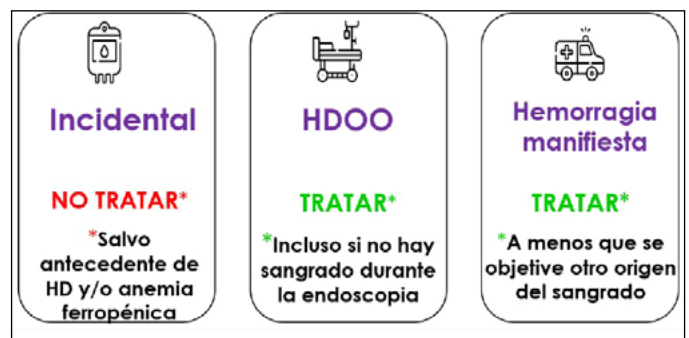 Incidental
NO TRATAR*
*Salvo
antecedente de
HD y/o anemia
ferropénica
HDOO
TRATAR*
*Incluso si no hay
sangrado durante
la endoscopia
Hemorragia
manifiesta
TRATAR*
*A menos que se
objetive otro origen
del sangrado